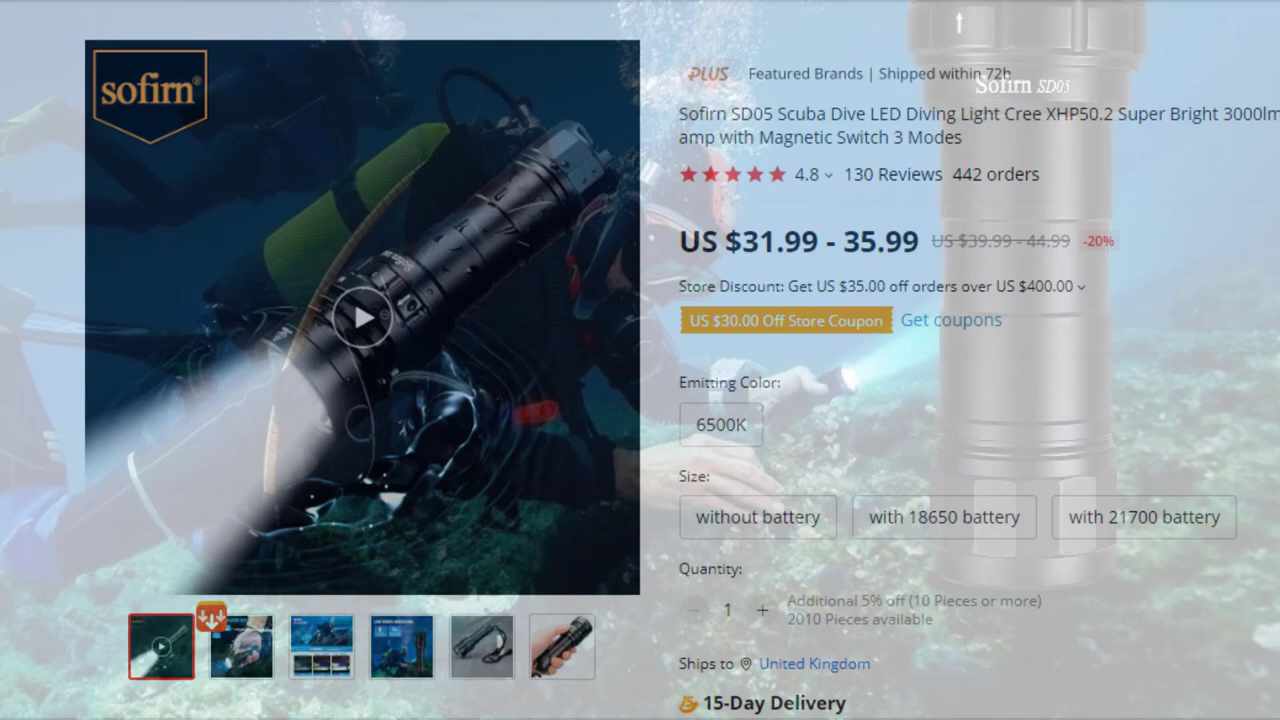 sofirn®
PLUS Featured Brands | Shipped within 72h
Sofirn SD05
Sofirn SD05 Scuba Dive LED Diving Light Cree XHP50.2 Super Bright 3000lm
amp with Magnetic Switch 3 Modes
4.8 130 Reviews 442 orders
US $31.99 - 35.99 US $39.99 - 44.99 -20%
Store Discount: Get US $35.00 off orders over US $400.00
US $30.00 Off Store Coupon Get coupons
Emitting Color:
6500K
Size:
without battery with 18650 battery with 21700 battery
Quantity:
1 + Additional 5% off (10 Pieces or more)
2010 Pieces available
Ships to United Kingdom
15-Day Delivery